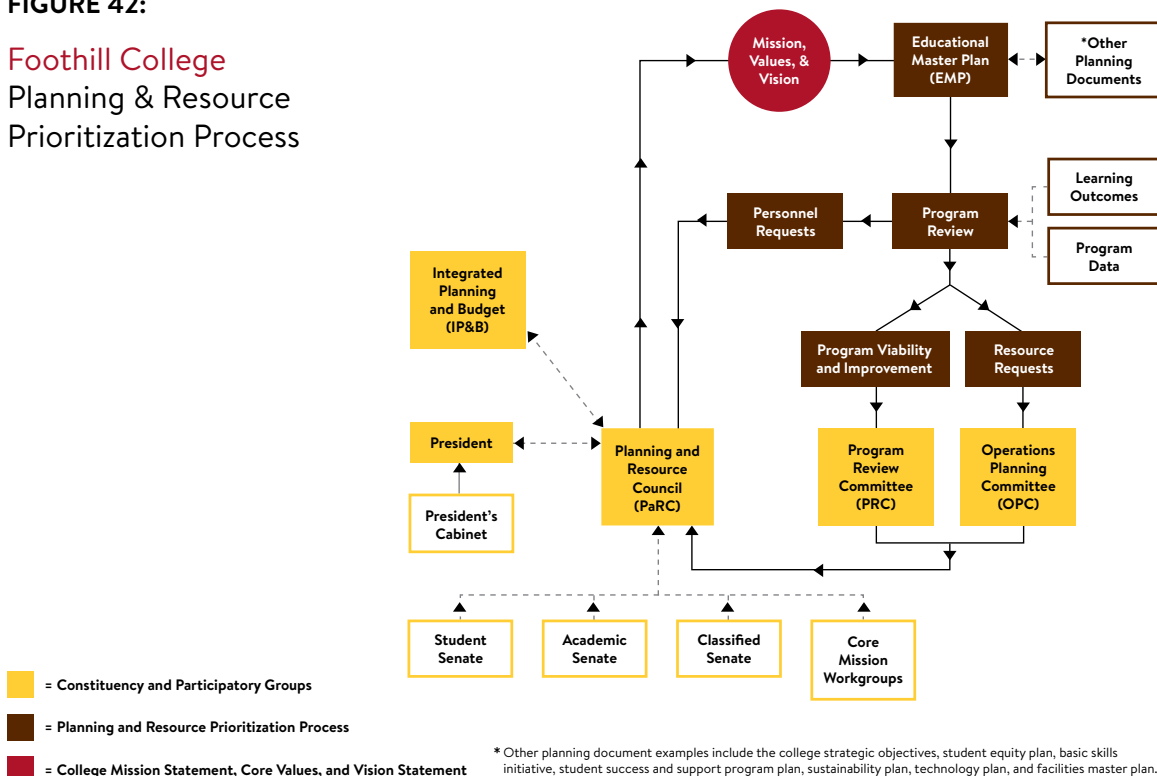 FIGURE 42:
Foothill College
Planning & Resource
Prioritization Process
Mission,
Values, &
Vision
Educational
Master Plan
(EMP)
*Other
Planning
Documents
Learning
Outcomes
Personnel
Requests
Program
Review
Program
Data
Integrated
Planning
and Budget
(IP&B)
Program Viability
and Improvement
Resource
Requests
President
Planning and
Resource
Council
(PaRC)
Program
Review
Committee
(PRC)
Operations
Planning
Committee
(OPC)
President's
Cabinet
Student
Senate
Academic
Senate
Classified
Senate
Core
Mission
Workgroups
= Constituency and Participatory Groups
= Planning and Resource Prioritization Process
= College Mission Statement, Core Values, and Vision Statement
* Other planning document examples include the college strategic objectives, student equity plan, basic skills
initiative, student success and support program plan, sustainability plan, technology plan, and facilities master plan.